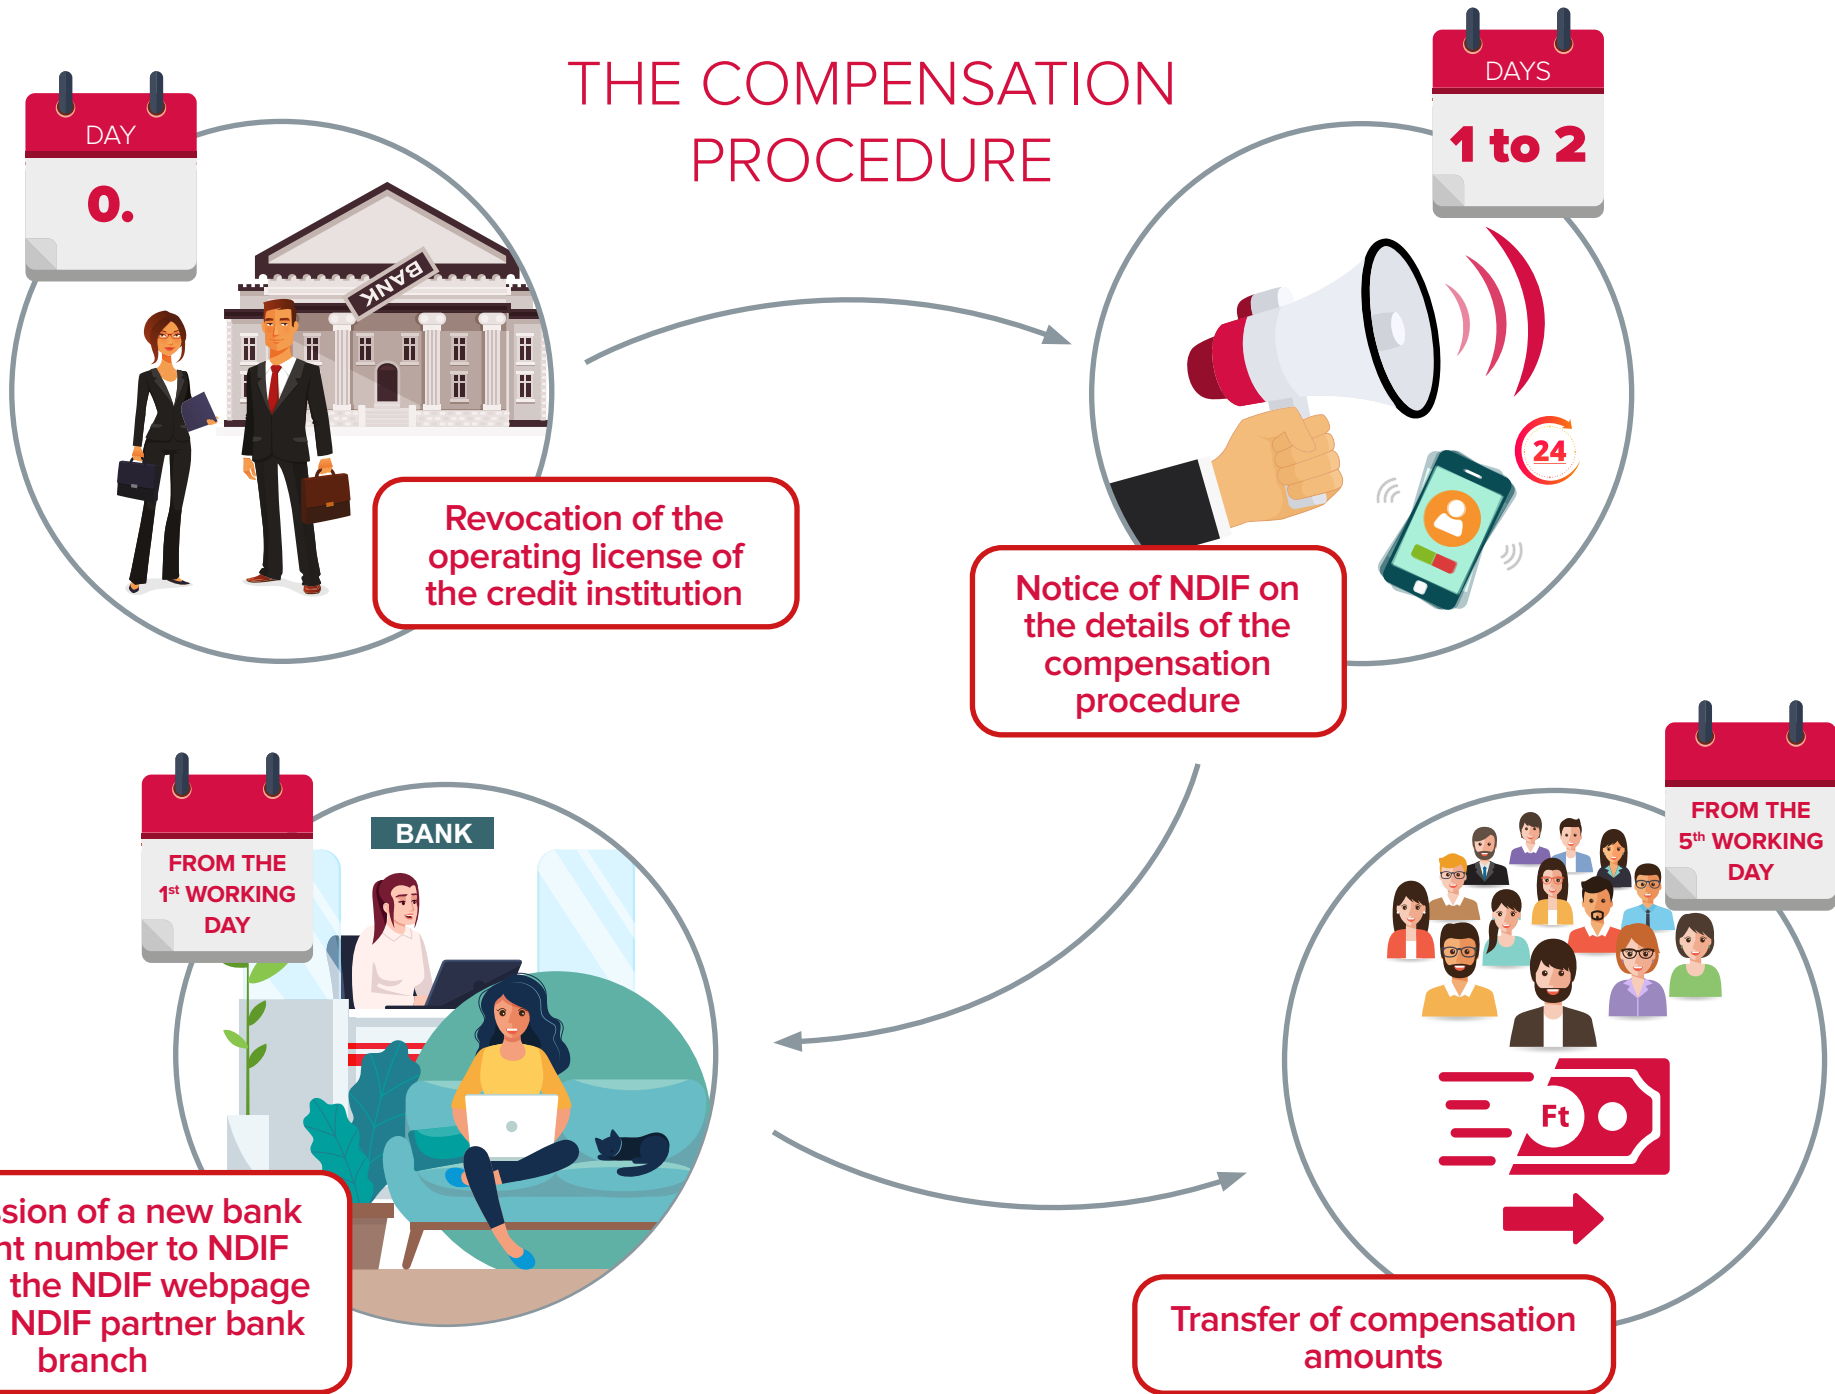 THE COMPENSATION
PROCEDURE
DAY
0.
BANK
Revocation of the
operating license of
the credit institution
DAYS
1 to 2
24
Notice of NDIF on
the details of the
compensation
procedure
FROM THE
1st WORKING
DAY
BANK
ssion of a new bank
nt number to NDIF
the NDIF webpage
NDIF partner bank
branch
FROM THE
5th WORKING
DAY
Ft
Transfer of compensation
amounts